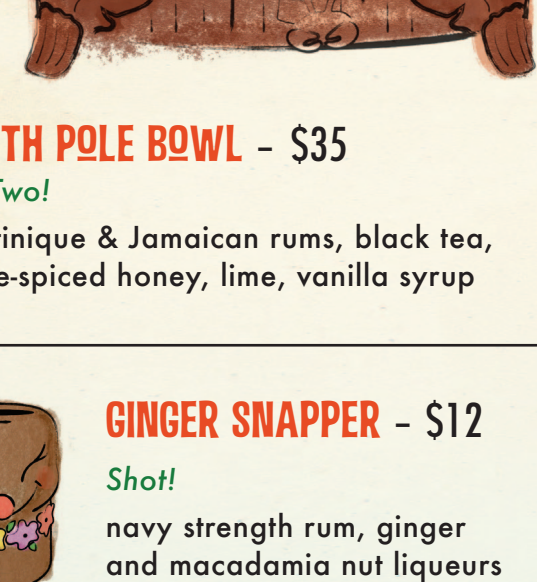 TH POLE BOWL – $35
Two!
inique & Jamaican rums, black tea,
e-spiced honey, lime, vanilla syrup
GINGER SNAPPER – $12
Shot!
navy strength rum, ginger
and macadamia nut liqueurs